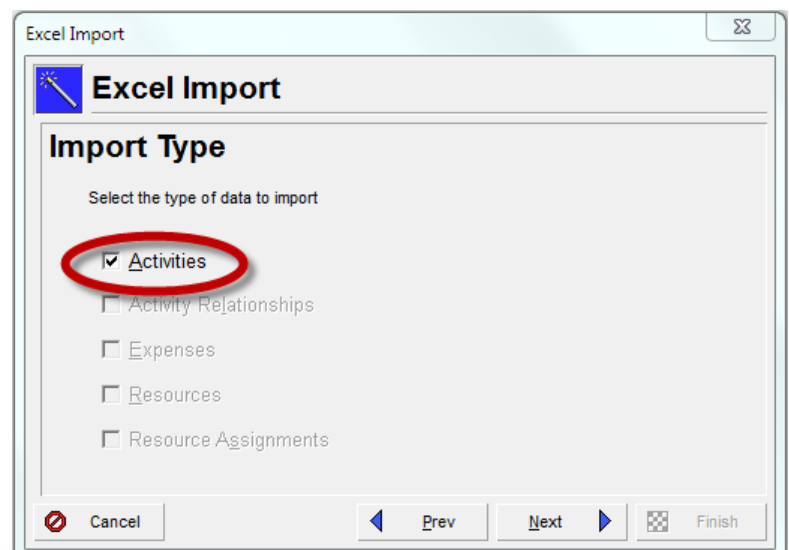 Excel Import
Excel Import
Import Type
Select the type of data to import
Activities
Activity Relationships
Expenses
Resources
Resource Assignments
Cancel Prev Next Finish